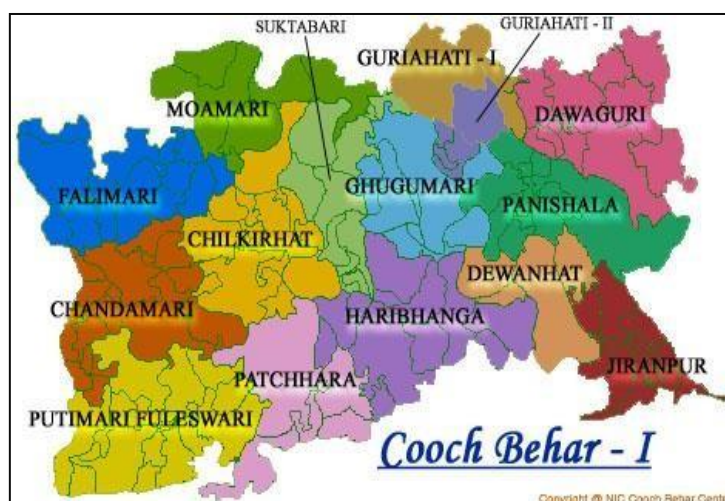 SUKTABARI
GURIAHATI - II
GURIAHATI - I
MOAMARI
DAWAGURI
FALIMARI
GHUGUMARI
PANISHALA
CHILKIRHAT
DEWANHAT
CHANDAMARI
HARIBHANGA
JIRANPUR
PATCHHARA
PUTIMARI FULESWARI
Cooch Behar - I
Copyright @ NIC Cooch Behar Cente